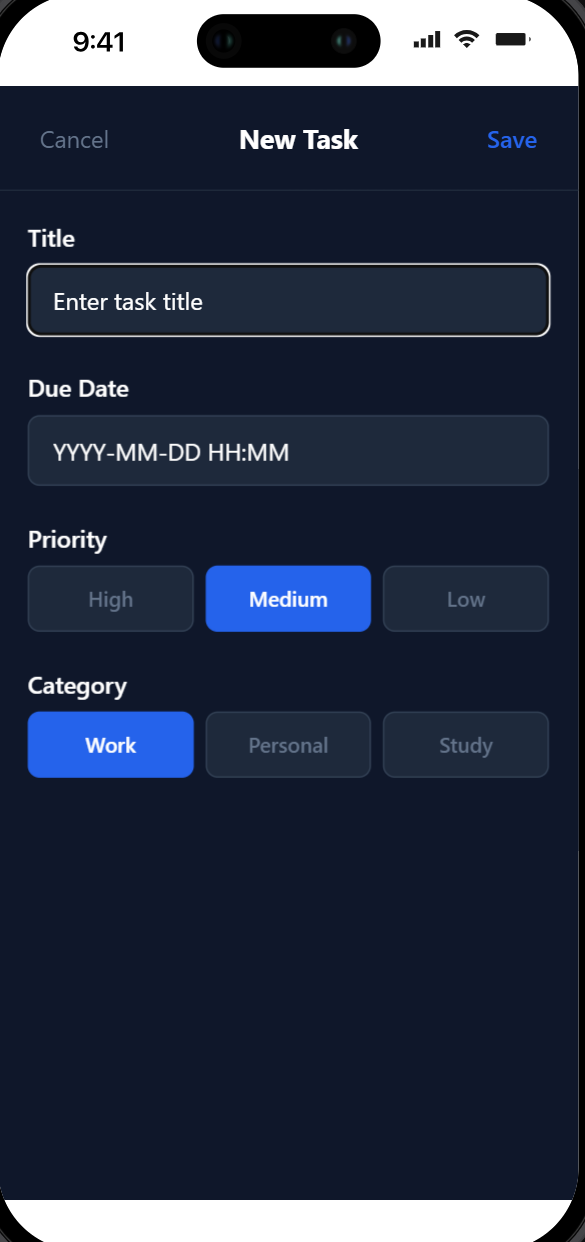 9:41
Cancel New Task Save
Title
Enter task title
Due Date
YYYY-MM-DD HH:MM
Priority
High Medium Low
Category
Work Personal Study